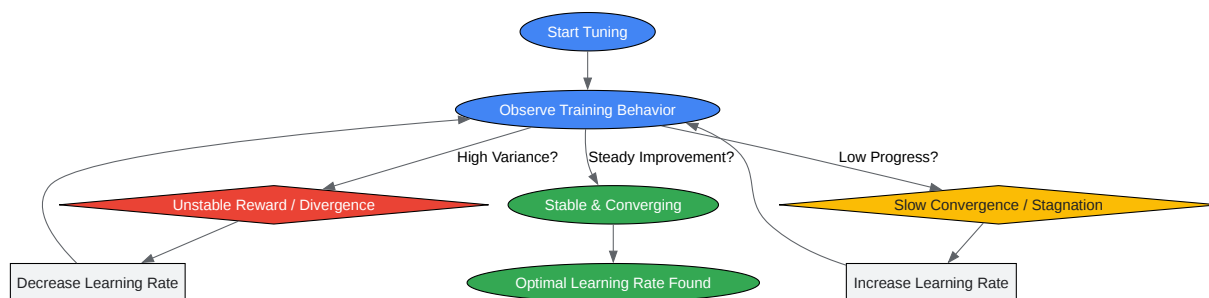 Start Tuning
Observe Training Behavior
High Variance?
Steady Improvement?
Low Progress?
Unstable Reward / Divergence
Stable & Converging
Slow Convergence / Stagnation
Decrease Learning Rate
Optimal Learning Rate Found
Increase Learning Rate